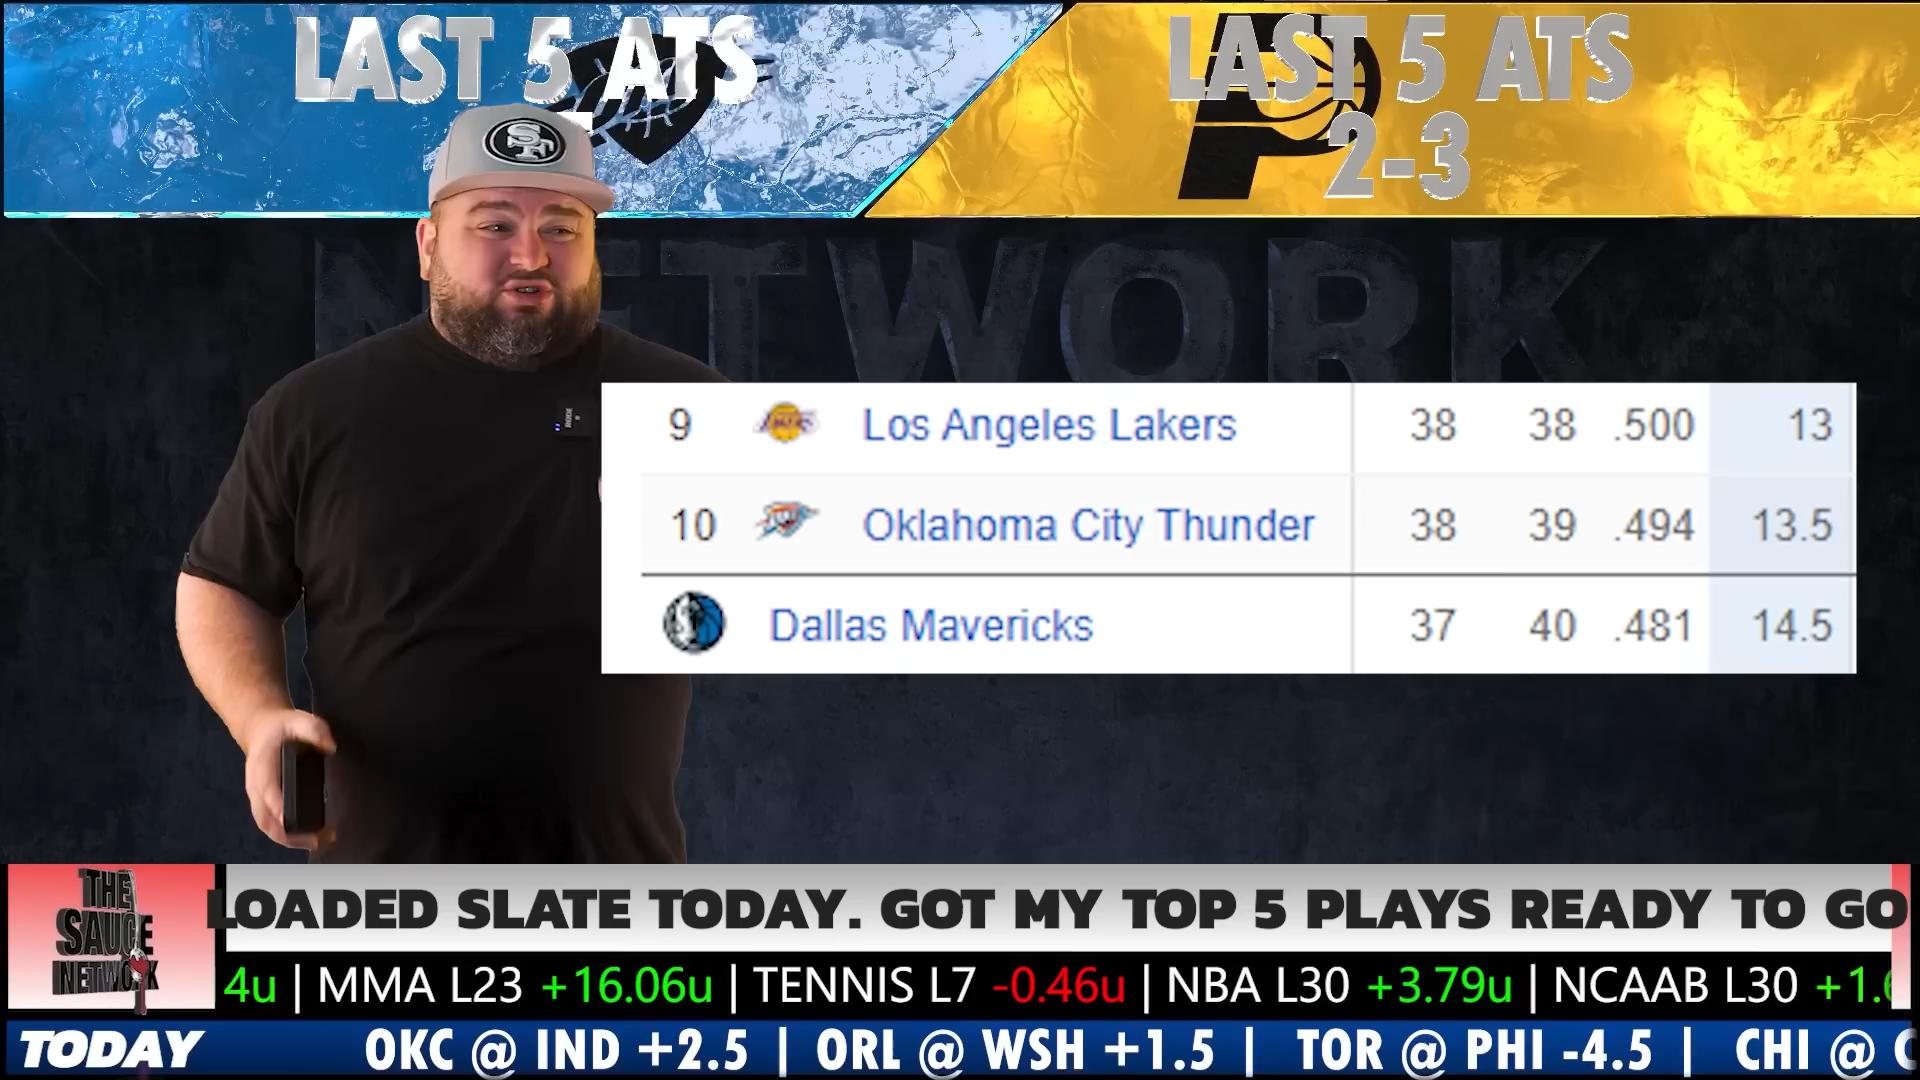 LAST 5 ATS
LAST 5 ATS
2-3
SF
NETWORK
9 Los Angeles Lakers 38 38 .500 13
10 Oklahoma City Thunder 38 39 .494 13.5
Dallas Mavericks 37 40 .481 14.5
THE
SAUCE
NETWORK
LOADED SLATE TODAY. GOT MY TOP 5 PLAYS READY TO GO
4u | MMA L23 +16.06u | TENNIS L7 -0.46u | NBA L30 +3.79u | NCAAB L30 +1.6
TODAY OKC @ IND +2.5 | ORL @ WSH +1.5 | TOR @ PHI -4.5 | CHI @